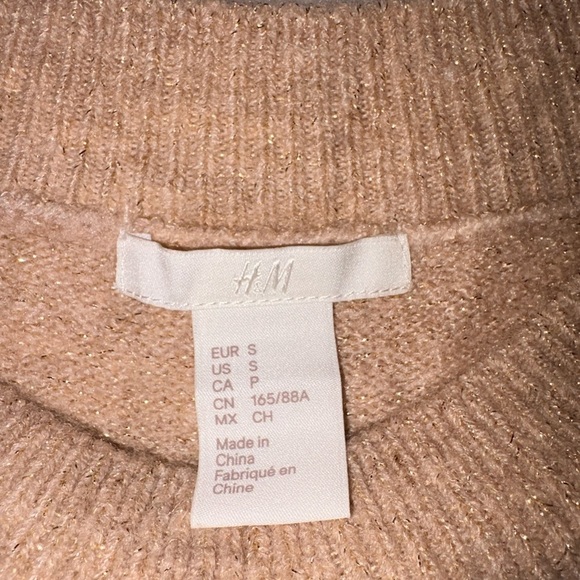 H&M
EUR S
US S
CA P
CN 165/88A
MX CH
Made in
China
Fabriqué en
Chine